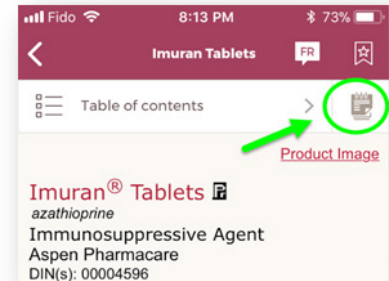 Fido 8:13 PM 73%
Imuran Tablets FR
Table of contents
Product Image
Imuran® Tablets Pr
azathioprine
Immunosuppressive Agent
Aspen Pharmacare
DIN(s): 00004596